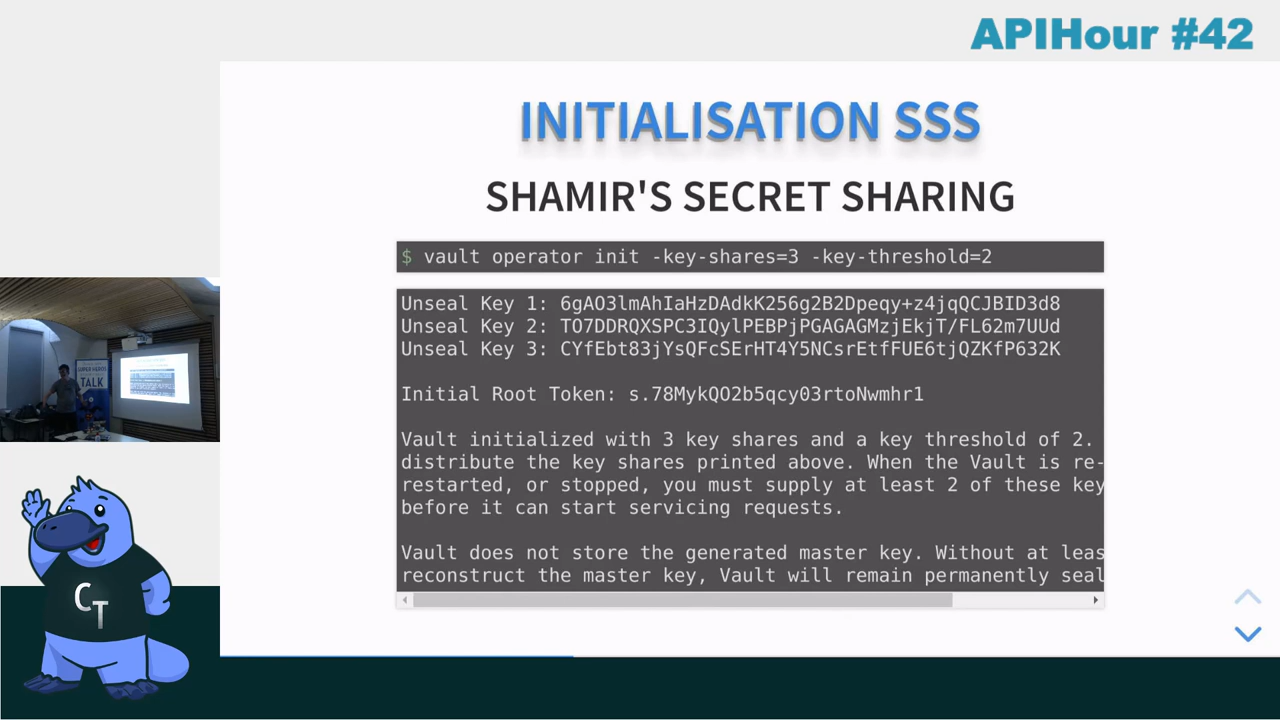 APIHour #42
INITIALISATION SSS
SHAMIR'S SECRET SHARING
$ vault operator init -key-shares=3 -key-threshold=2
Unseal Key 1: 6gAO3lmAhIaHzDAdkK256g2B2Dpeqy+z4jqQCJBID3d8
Unseal Key 2: TO7DDRQXSPC3IQylPEBPjPGAGAGMzjEkjT/FL62m7UUd
Unseal Key 3: CYfEbt83jYsQFcSErHT4Y5NCsrEtfFUE6tjQZKfP632K
Initial Root Token: s.78MykQO2b5qcy03rtoNwmhr1
Vault initialized with 3 key shares and a key threshold of 2.
distribute the key shares printed above. When the Vault is re-
restarted, or stopped, you must supply at least 2 of these key
before it can start servicing requests.
Vault does not store the generated master key. Without at leas
reconstruct the master key, Vault will remain permanently seal
TALK
CT